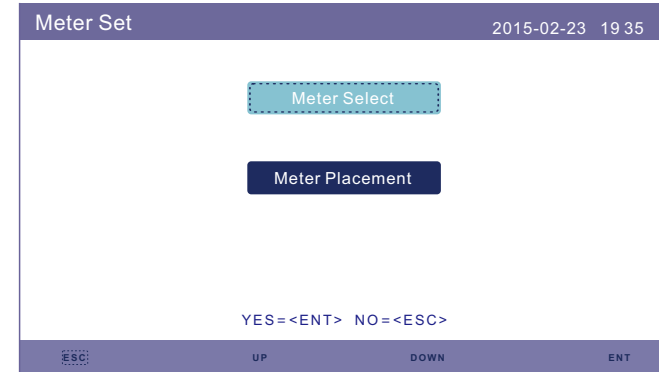 Meter Set 2015-02-23 19 35
Meter Select
Meter Placement
YES=<ENT> NO=<ESC>
ESC UP DOWN ENT